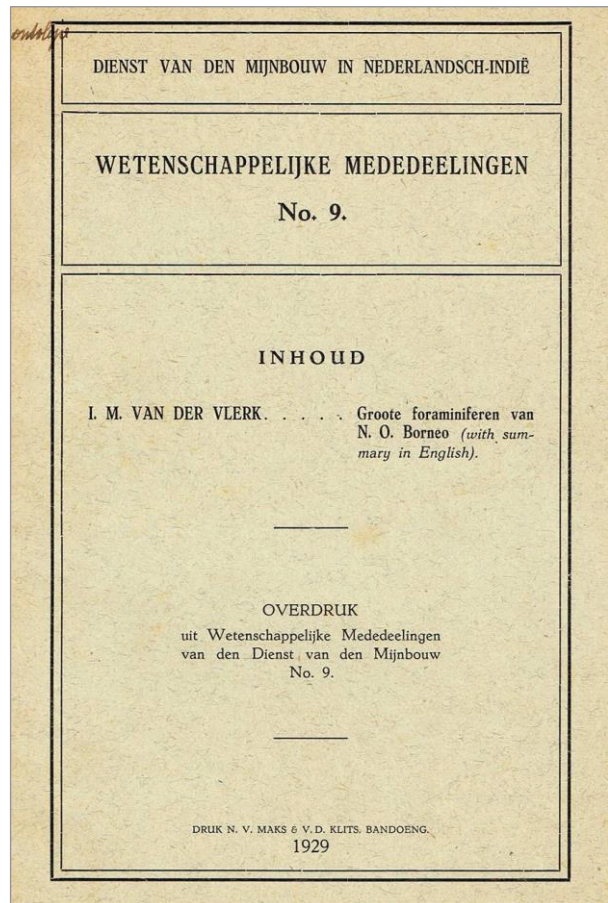 DIENST VAN DEN MIJNBOUW IN NEDERLANDSCH-INDIË
WETENSCHAPPELIJKE MEDEDEELINGEN
No. 9.
INHOUD
I. M. VAN DER VLERK. . . . . . Groote foraminiferen van
N. O. Borneo (with sum-
mary in English).
OVERDRUK
uit Wetenschappelijke Mededeelingen
van den Dienst van den Mijnbouw
No. 9.
DRUK N. V. MAKS & V. D. KLITS. BANDOENG.
1929